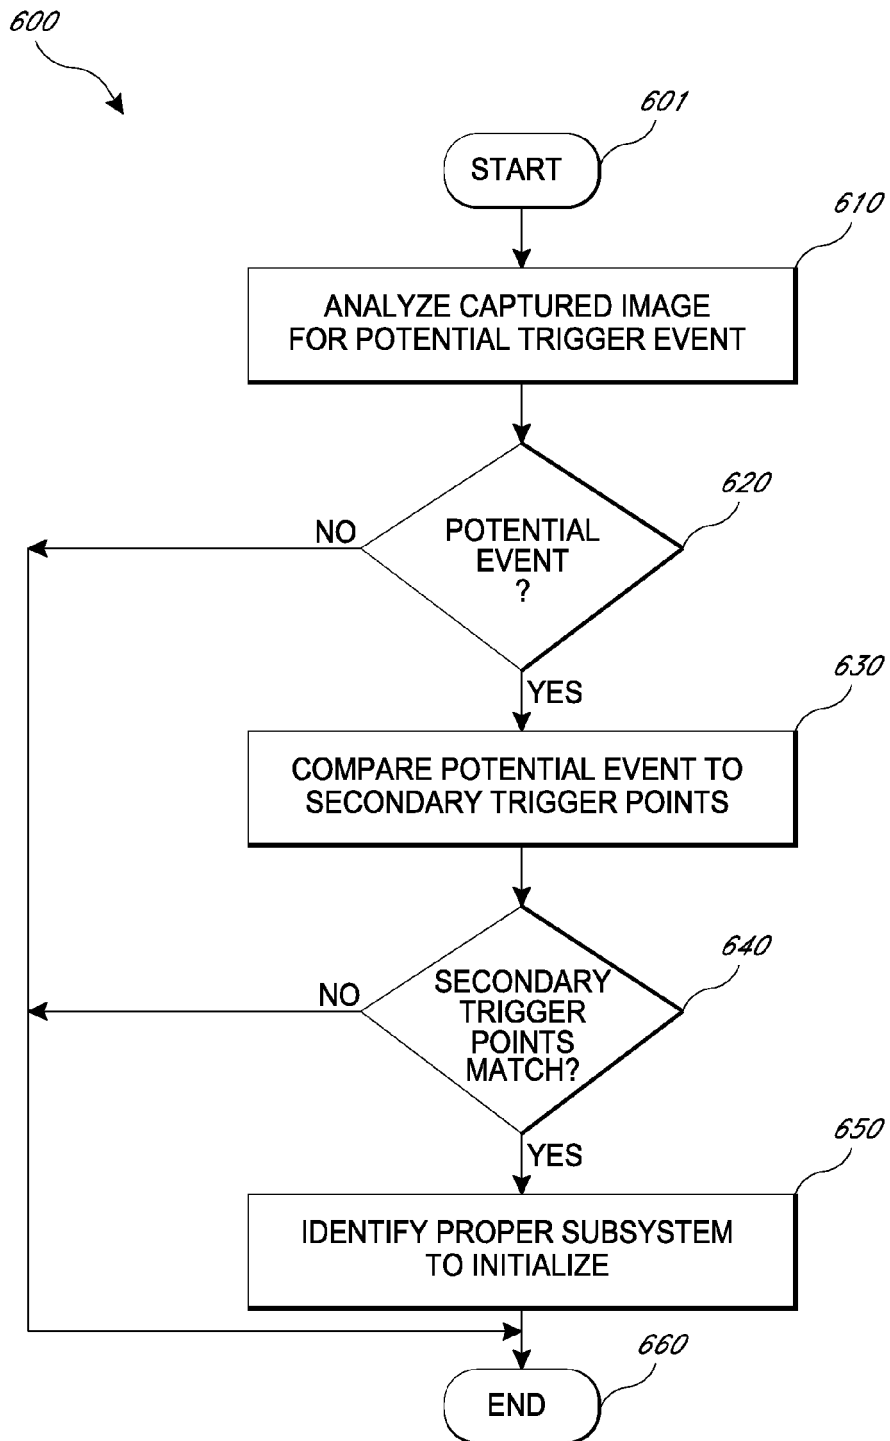 600
601
START
610
ANALYZE CAPTURED IMAGE
FOR POTENTIAL TRIGGER EVENT
620
NO
POTENTIAL
EVENT
?
YES
630
COMPARE POTENTIAL EVENT TO
SECONDARY TRIGGER POINTS
640
NO
SECONDARY
TRIGGER
POINTS
MATCH?
YES
650
IDENTIFY PROPER SUBSYSTEM
TO INITIALIZE
660
END